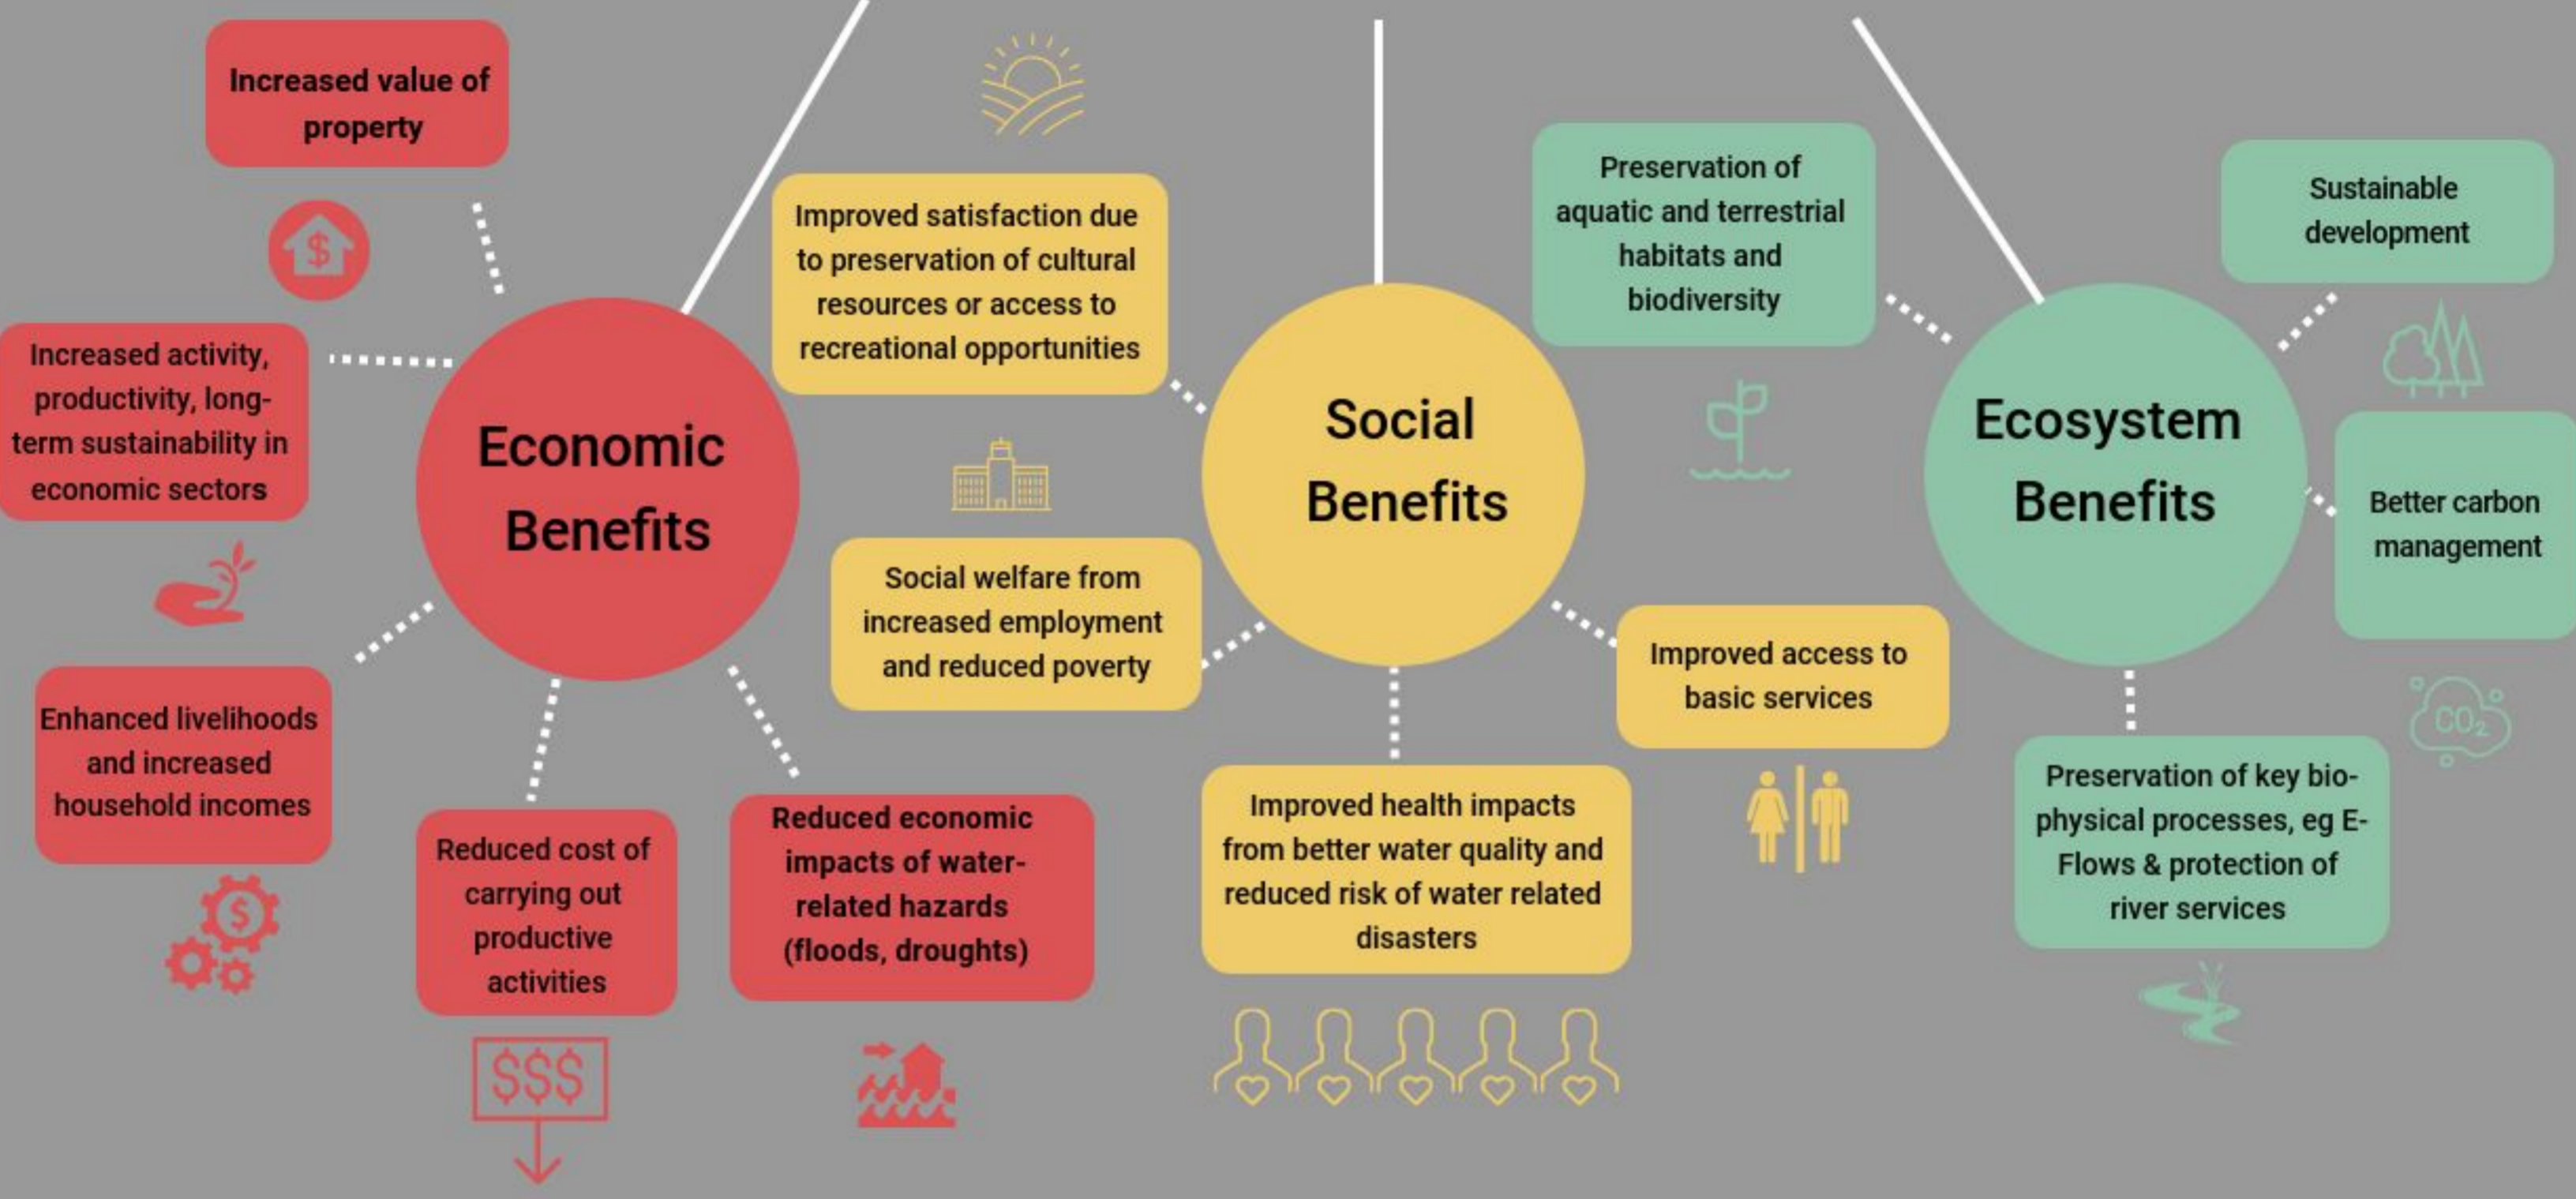 Increased value of
property
$
Increased activity,
productivity, long-
term sustainability in
economic sectors
Enhanced livelihoods
and increased
household incomes
$
Economic
Benefits
Reduced cost of
carrying out
productive
activities
$$$
Reduced economic
impacts of water-
related hazards
(floods, droughts)
Improved satisfaction due
to preservation of cultural
resources or access to
recreational opportunities
Social welfare from
increased employment
and reduced poverty
Social
Benefits
Improved health impacts
from better water quality and
reduced risk of water related
disasters
Improved access to
basic services
Preservation of
aquatic and terrestrial
habitats and
biodiversity
Ecosystem
Benefits
Sustainable
development
Better carbon
management
CO₂
Preservation of key bio-
physical processes, eg E-
Flows & protection of
river services